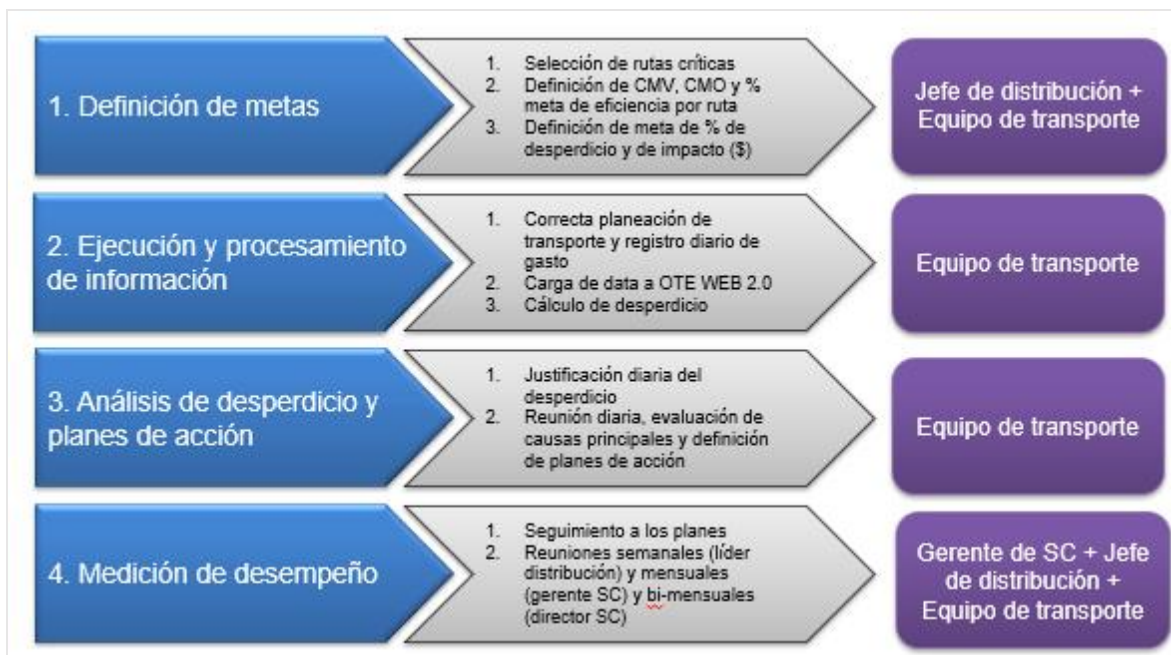 1. Definición de metas
1. Selección de rutas críticas
2. Definición de CMV, CMO y %
meta de eficiencia por ruta
3. Definición de meta de % de
desperdicio y de impacto ($)
Jefe de distribución +
Equipo de transporte
2. Ejecución y procesamiento
de información
1. Correcta planeación de
transporte y registro diario de
gasto
2. Carga de data a OTE WEB 2.0
3. Cálculo de desperdicio
Equipo de transporte
3. Análisis de desperdicio y
planes de acción
1. Justificación diaria del
desperdicio
2. Reunión diaria, evaluación de
causas principales y definición
de planes de acción
Equipo de transporte
4. Medición de desempeño
1. Seguimiento a los planes
2. Reuniones semanales (líder
distribución) y mensuales
(gerente SC) y bi-mensuales
(director SC)
Gerente de SC + Jefe
de distribución +
Equipo de transporte